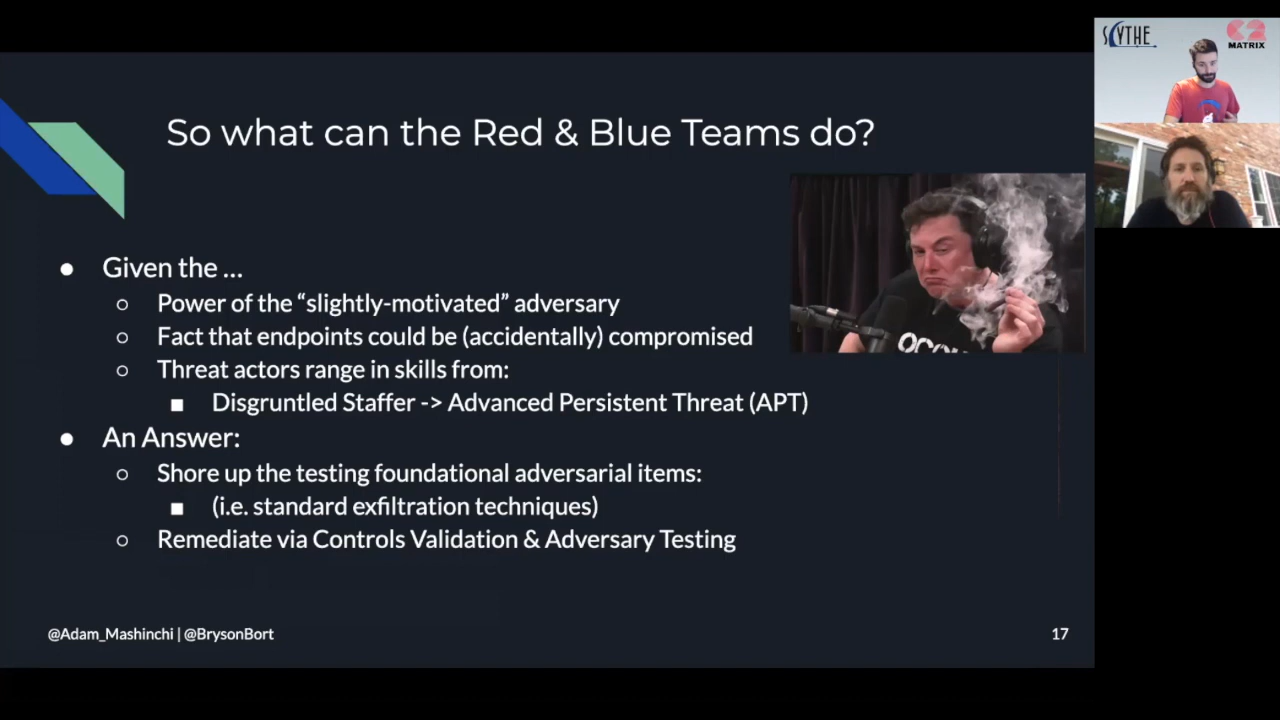 So what can the Red & Blue Teams do?
● Given the ...
○ Power of the “slightly-motivated” adversary
○ Fact that endpoints could be (accidentally) compromised
○ Threat actors range in skills from:
■ Disgruntled Staffer -> Advanced Persistent Threat (APT)
● An Answer:
○ Shore up the testing foundational adversarial items:
■ (i.e. standard exfiltration techniques)
○ Remediate via Controls Validation & Adversary Testing
@Adam_Mashinchi | @BrysonBort
17
SCYTHE
C2
MATRIX